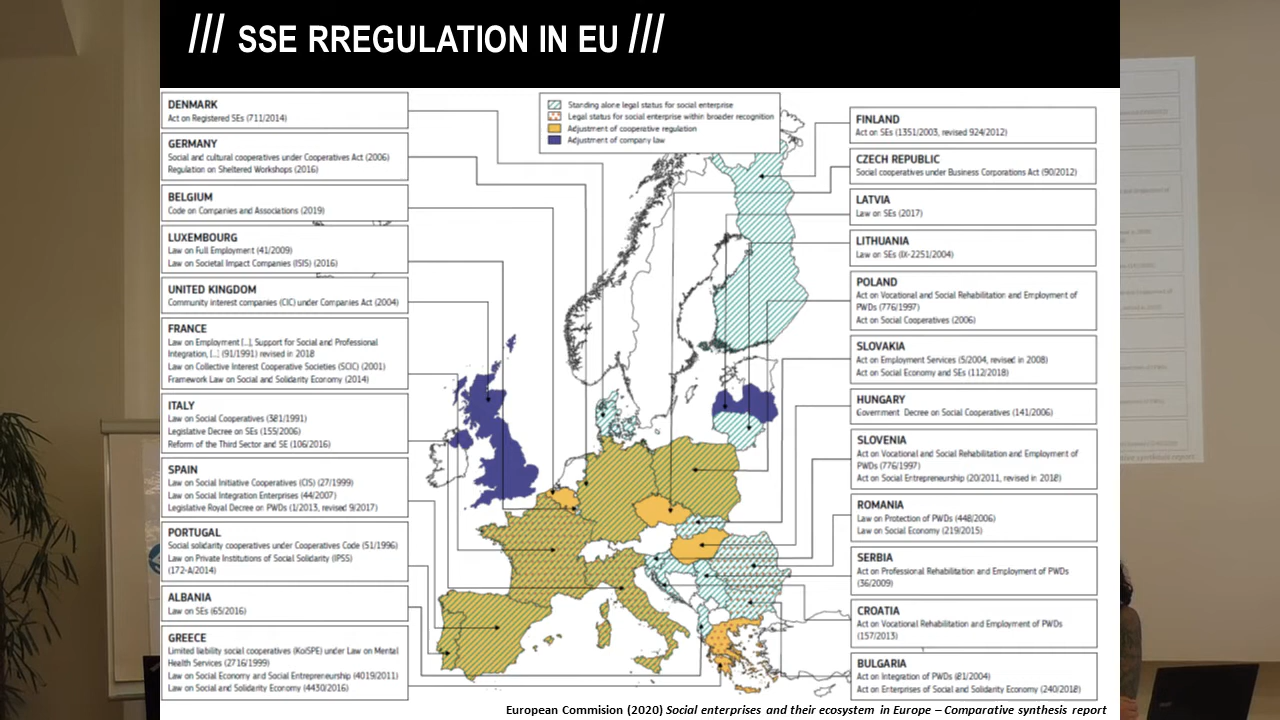 /// SSE RREGULATION IN EU ///
DENMARK
Act on Registered SEs (711/2014)
GERMANY
Social and cultural cooperatives under Cooperatives Act (2006)
Regulation on Sheltered Workshops (2016)
BELGIUM
Code on Companies and Associations (2019)
LUXEMBOURG
Law on Full Employment (41/2009)
Law on Societal Impact Companies (ISIS) (2016)
UNITED KINGDOM
Community interest companies (CIC) under Companies Act (2004)
FRANCE
Law on Employment [...], Support for Social and Professional
Integration, [...] (91/1991) revised in 2018
Law on Collective Interest Cooperative Societies (SCIC) (2001)
Framework Law on Social and Solidarity Economy (2014)
ITALY
Law on Social Cooperatives (381/1991)
Legislative Decree on SEs (155/2006)
Reform of the Third Sector and SE (106/2016)
SPAIN
Law on Social Initiative Cooperatives (CIS) (27/1999)
Law on Social Integration Enterprises (44/2007)
Legislative Royal Decree on PWDs (1/2013, revised 9/2017)
PORTUGAL
Social solidarity cooperatives under Cooperatives Code (51/1996)
Law on Private Institutions of Social Solidarity (IPSS)
(172-A/2014)
ALBANIA
Law on SEs (65/2016)
GREECE
Limited liability social cooperatives (KoiSPE) under Law on Mental
Health Services (2716/1999)
Law on Social Economy and Social Entrepreneurship (4019/2011)
Law on Social and Solidarity Economy (4430/2016)
Standing alone legal status for social enterprise
Legal status for social enterprise within broader recognition
Adjustment of cooperative regulation
Adjustment of company law
FINLAND
Act on SEs (1351/2003, revised 924/2012)
CZECH REPUBLIC
Social cooperatives under Business Corporations Act (90/2012)
LATVIA
Law on SEs (2017)
LITHUANIA
Law on SEs (IX-2251/2004)
POLAND
Act on Vocational and Social Rehabilitation and Employment of
PWDs (776/1997)
Act on Social Cooperatives (2006)
SLOVAKIA
Act on Employment Services (5/2004, revised in 2008)
Act on Social Economy and SEs (112/2018)
HUNGARY
Government Decree on Social Cooperatives (141/2006)
SLOVENIA
Act on Vocational and Social Rehabilitation and Employment of
PWDs (776/1997)
Act on Social Entrepreneurship (20/2011, revised in 2018)
ROMANIA
Law on Protection of PWDs (448/2006)
Law on Social Economy (219/2015)
SERBIA
Act on Professional Rehabilitation and Employment of PWDs
(36/2009)
CROATIA
Act on Vocational Rehabilitation and Employment of PWDs
(157/2013)
BULGARIA
Act on Integration of PWDs (81/2004)
Act on Enterprises of Social and Solidarity Economy (240/2018)
European Commision (2020) Social enterprises and their ecosystem in Europe – Comparative synthesis report